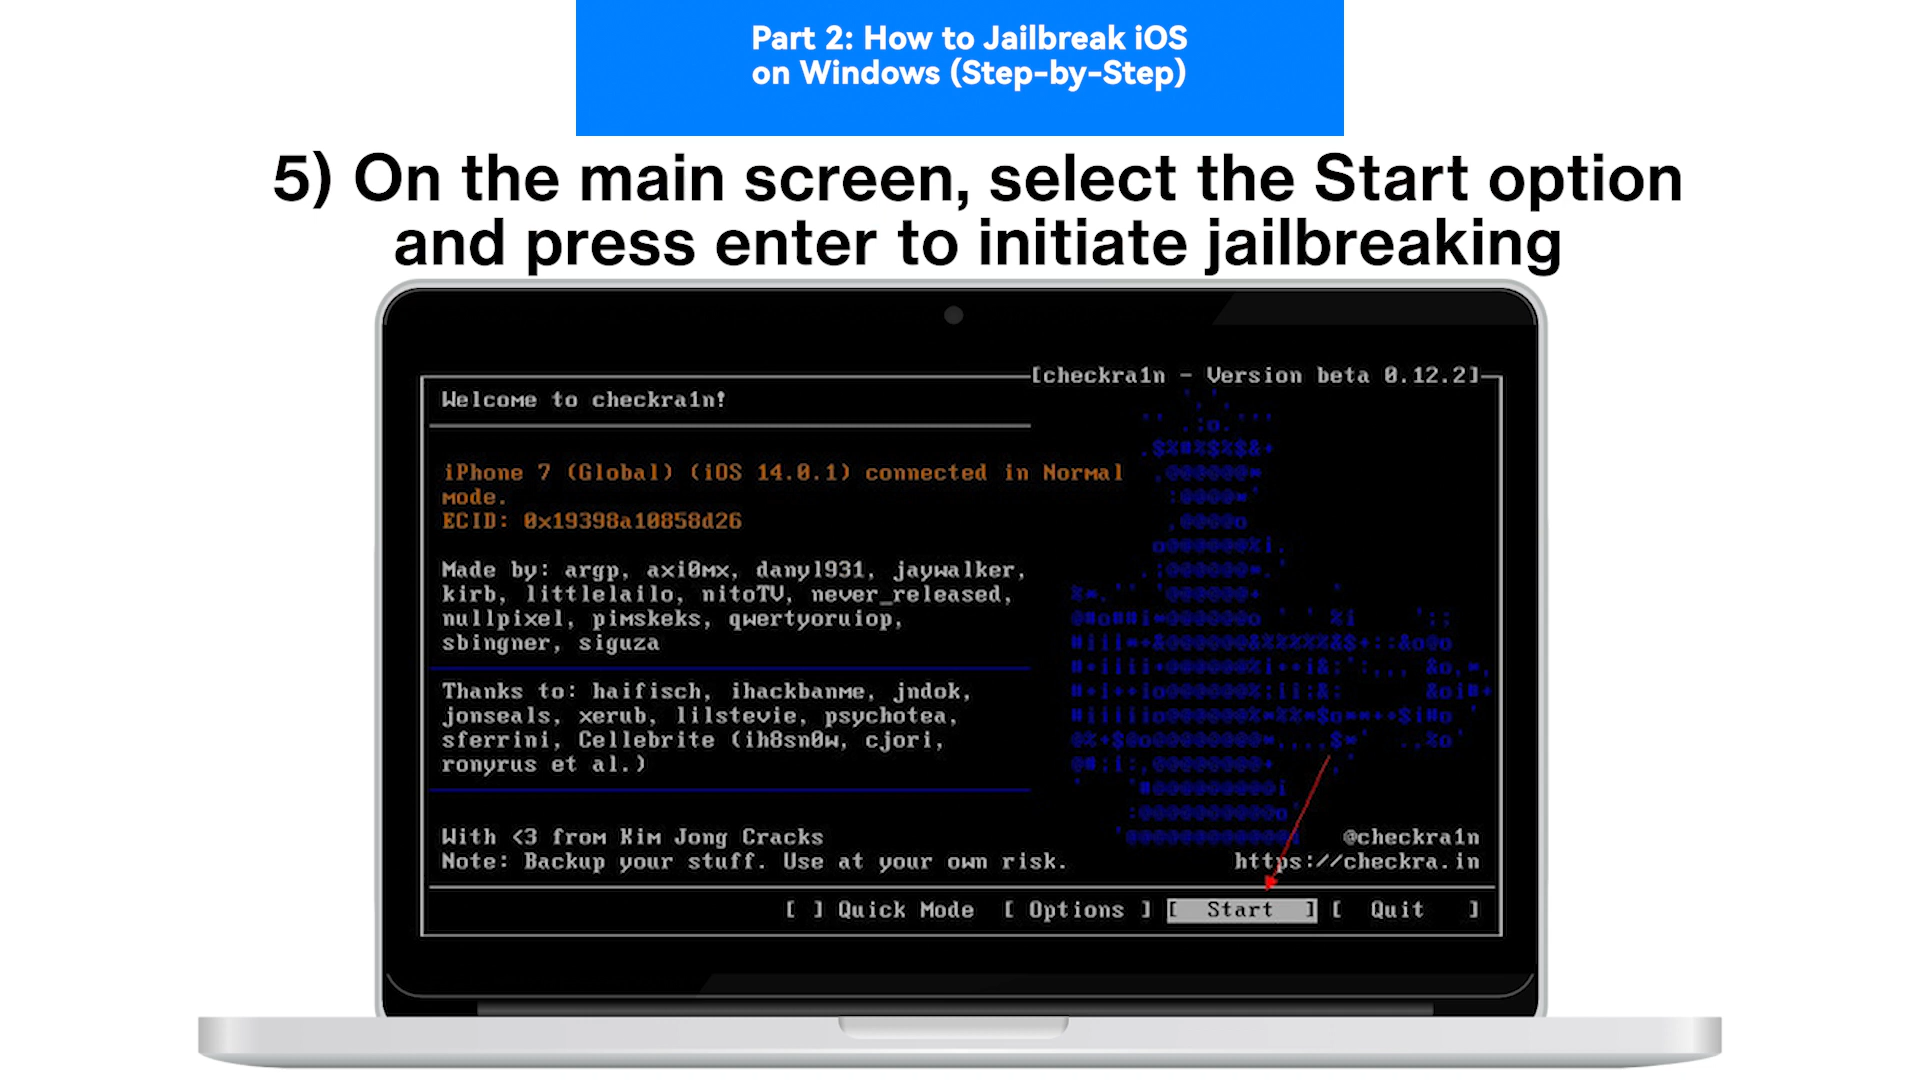 Part 2: How to Jailbreak iOS
on Windows (Step-by-Step)
5) On the main screen, select the Start option
and press enter to initiate jailbreaking
[checkra1n - Version beta 0.12.2]
Welcome to checkra1n!
iPhone 7 (Global) (iOS 14.0.1) connected in Normal
mode.
ECID: 0x19398a10858d26
Made by: argp, axi0mx, danyl931, jaywalker,
kirb, littlelailo, nitoTV, never_released,
nullpixel, pimskeks, qwertyoruiop,
sbingner, siguza
Thanks to: haifisch, ihackbanme, jndok,
jonseals, xerub, lilstevie, psychotea,
sferrini, Cellebrite (ih8sn0w, cjori,
ronyrus et al.)
With <3 from Kim Jong Cracks
@checkra1n
Note: Backup your stuff. Use at your own risk.
https://checkra.in
[ ] Quick Mode [ Options ] [ Start ] [ Quit ]